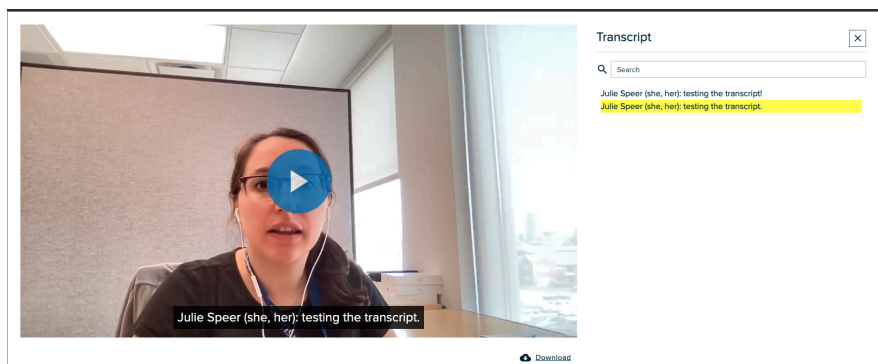 Julie Speer (she, her): testing the transcript.
Download
Transcript
Search
Julie Speer (she, her): testing the transcript!
Julie Speer (she, her): testing the transcript.